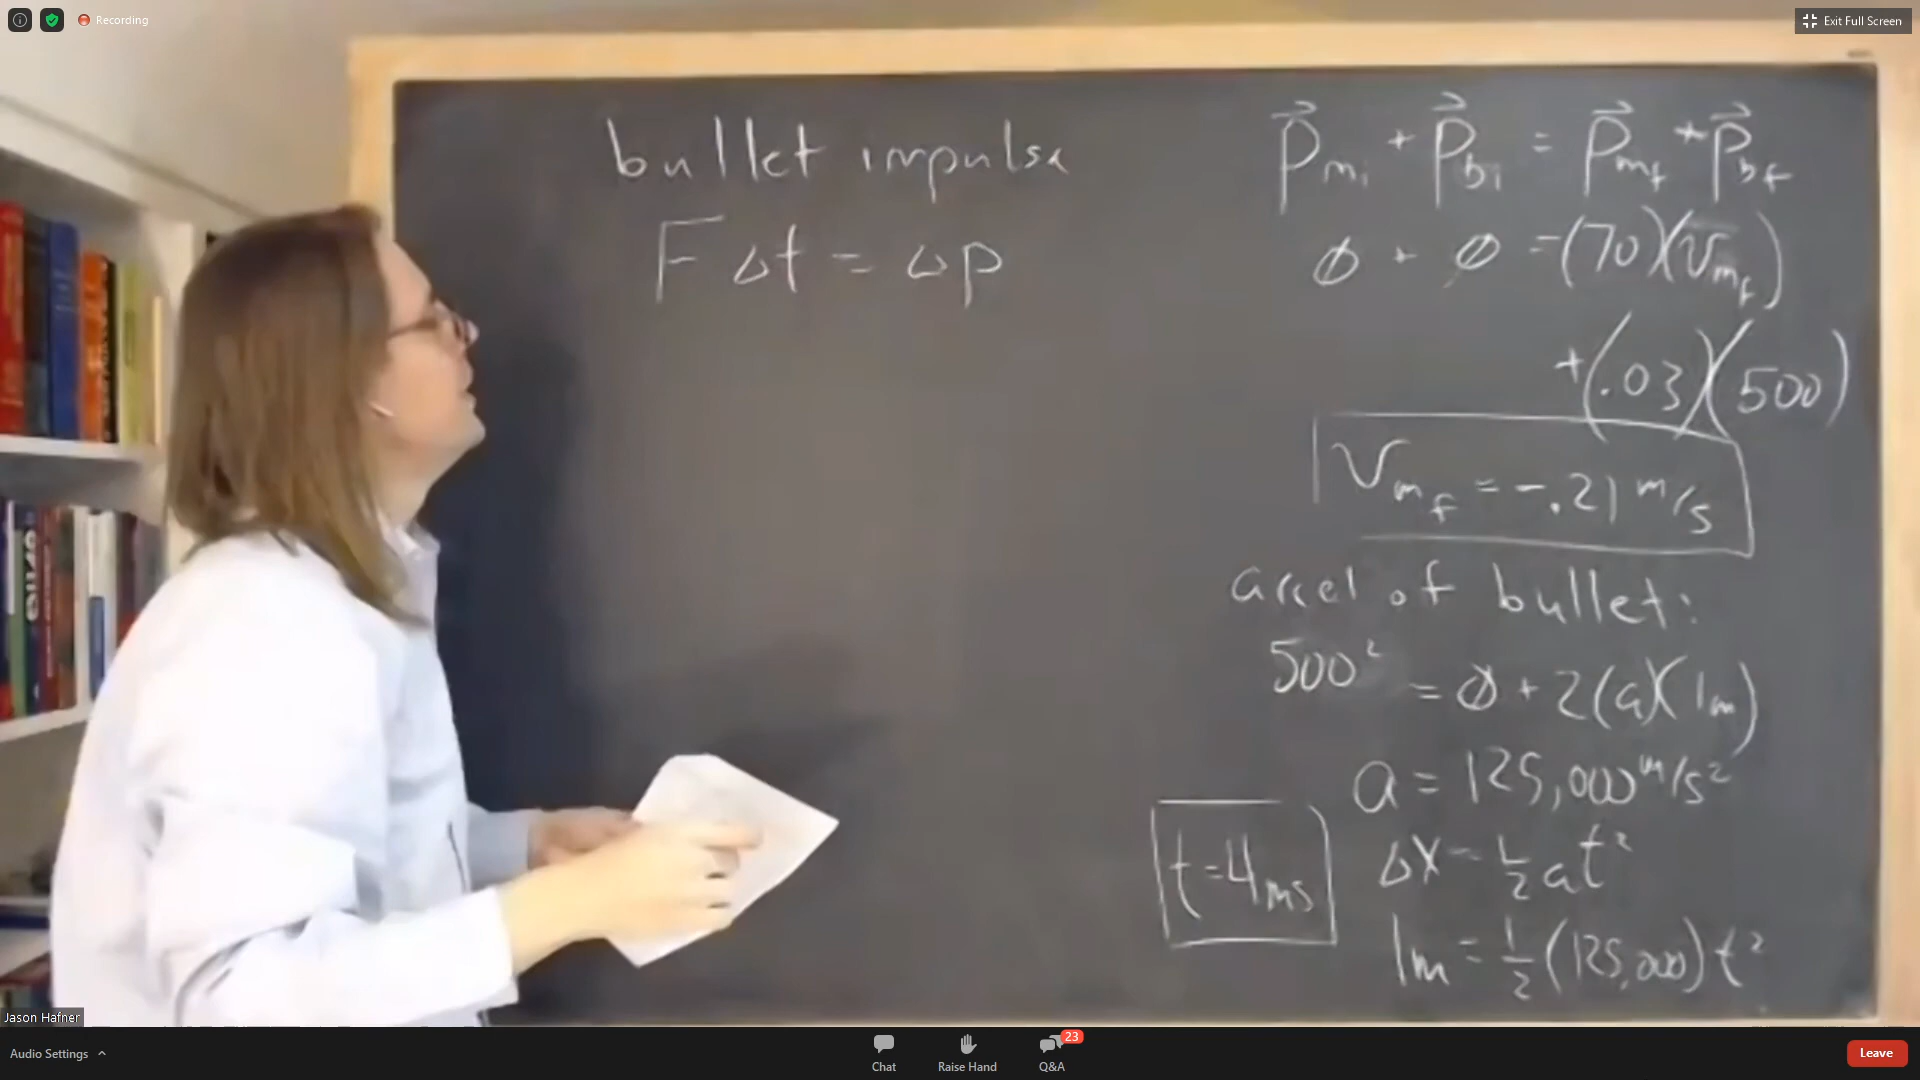 Recording
Exit Full Screen
bullet impulse
F Δt = Δp
p⃗mi + p⃗bi = p⃗mf + p⃗bf
∅ + ∅ = (70)(vmf)
+(.03)(500)
vmf = -.21 m/s
accel of bullet:
500² = ∅ + 2(a)(1m)
a = 125,000 m/s²
Δx = ½at²
t=4ms
1m = ½(125,000)t²
Jason Hafner
Audio Settings
Chat
Raise Hand
Q&A
23
Leave